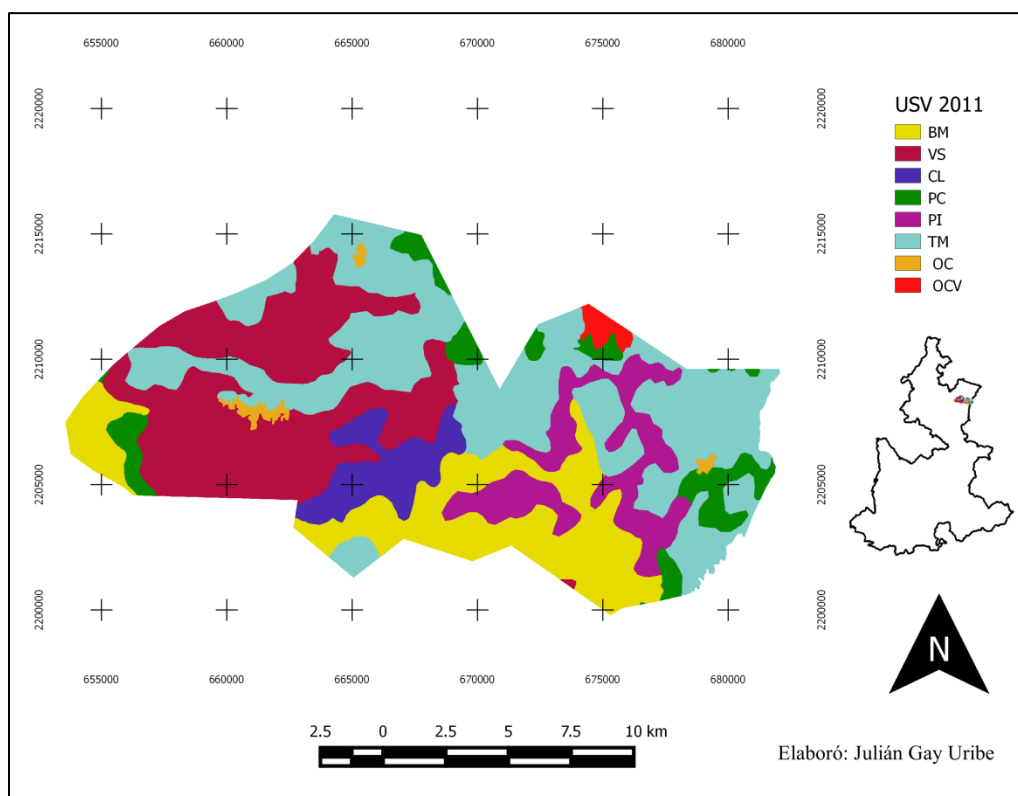 655000 660000 665000 670000 675000 680000
2220000 2220000
2215000 2215000
2210000 2210000
2205000 2205000
2200000 2200000
655000 660000 665000 670000 675000 680000
USV 2011
BM
VS
CL
PC
PI
TM
OC
OCV
N
2.5 0 2.5 5 7.5 10 km
Elaboró: Julián Gay Uribe